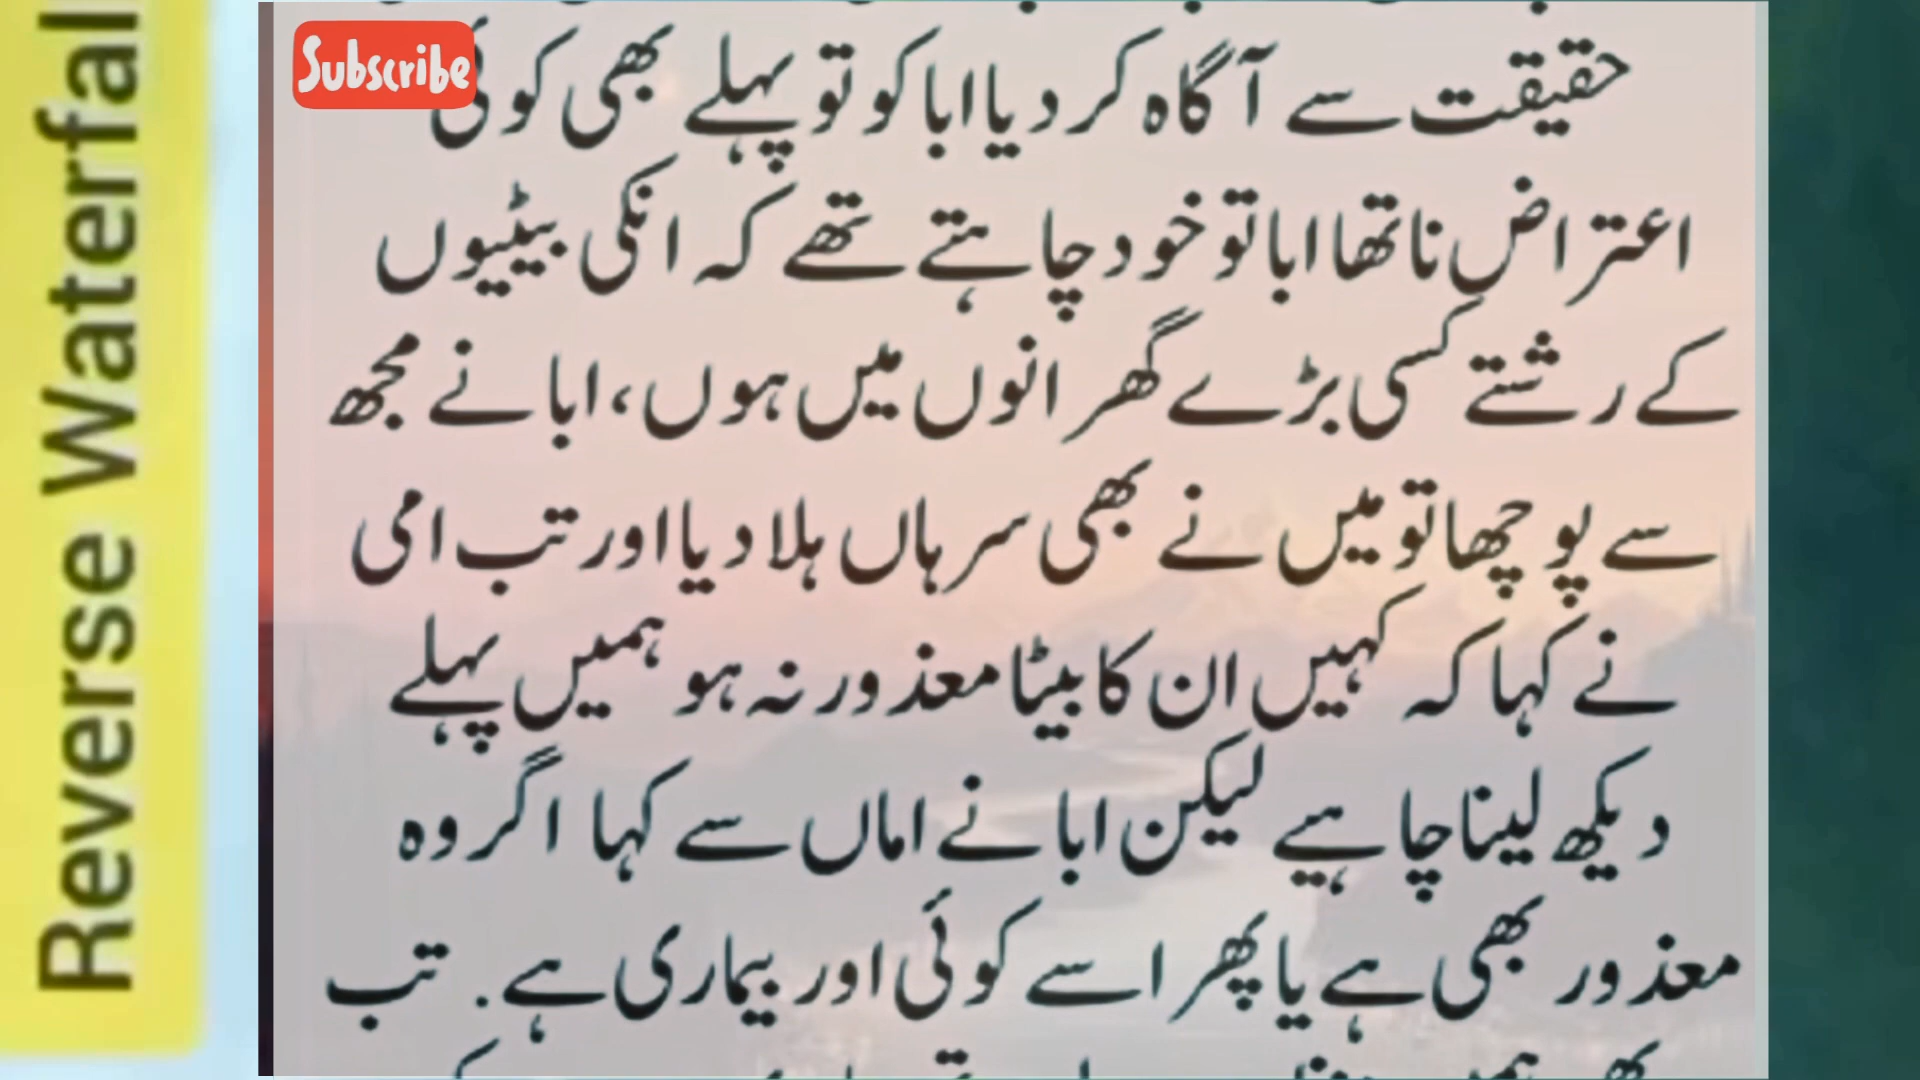 Reverse Waterfal
Subscribe
حقیقت سے آگاہ کر دیا ابا کو تو پہلے بھی کوئی
اعتراض نا تھا ابا تو خود چاہتے تھے کہ انکی بیٹیوں
کے رشتے کسی بڑے گھرانوں میں ہوں، ابا نے مجھ
سے پوچھا تو میں نے بھی سر ہاں ہلا دیا اور تب امی
نے کہا کہ کہیں ان کا بیٹا معذور نہ ہو ہمیں پہلے
دیکھ لینا چاہیے لیکن ابا نے اماں سے کہا اگر وہ
معذور بھی ہے یا پھر اسے کوئی اور بیماری ہے. تب